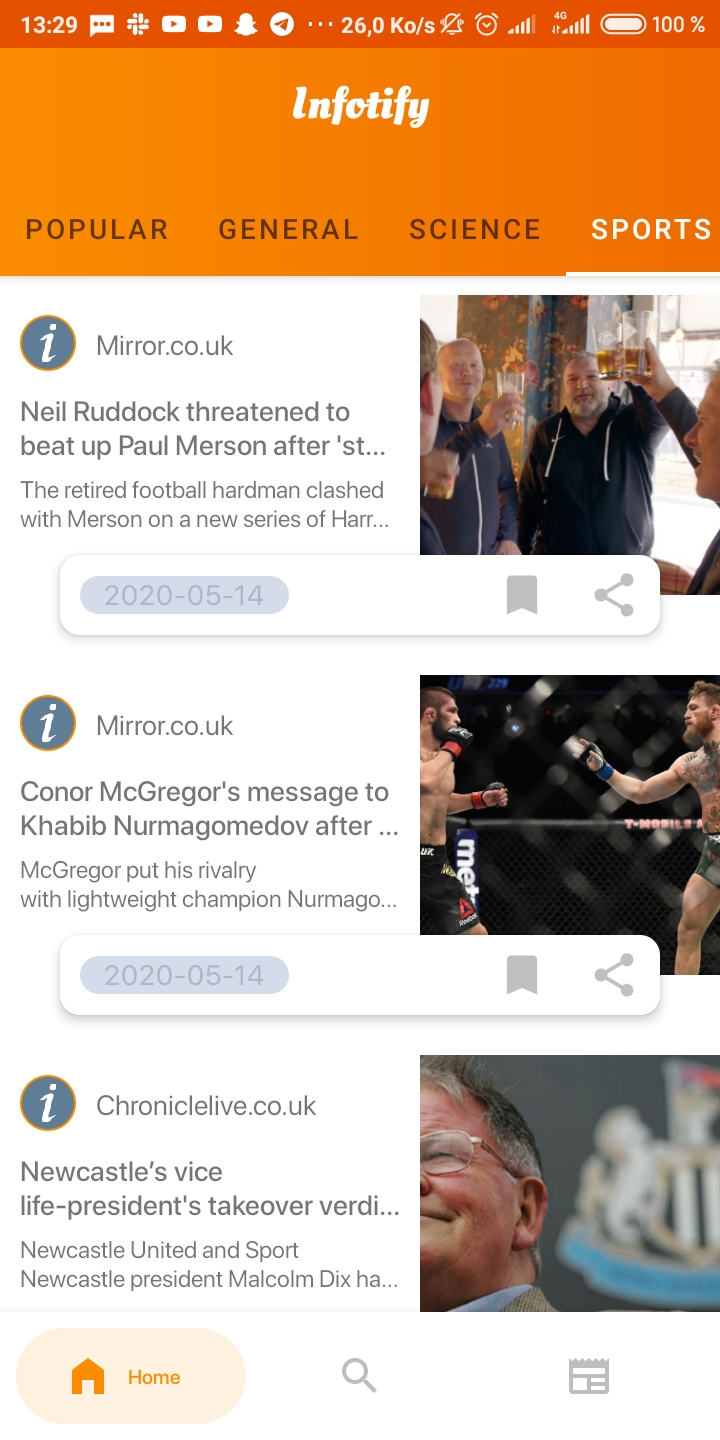 13:29
26,0 Ko/s
4G
100 %
Infotify
POPULAR
GENERAL
SCIENCE
SPORTS
Mirror.co.uk
Neil Ruddock threatened to
beat up Paul Merson after 'st...
The retired football hardman clashed
with Merson on a new series of Harr...
2020-05-14
Mirror.co.uk
Conor McGregor's message to
Khabib Nurmagomedov after ...
McGregor put his rivalry
with lightweight champion Nurmago...
T-MOBILE A
met
Reebok
2020-05-14
Chroniclelive.co.uk
Newcastle’s vice
life-president's takeover verdi...
Newcastle United and Sport
Newcastle president Malcolm Dix ha...
Home